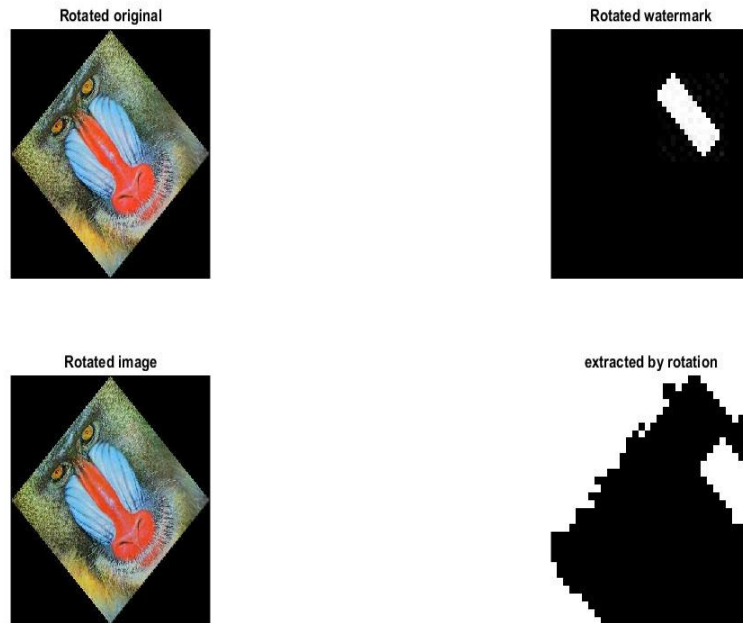 Rotated original
Rotated watermark
Rotated image
extracted by rotation